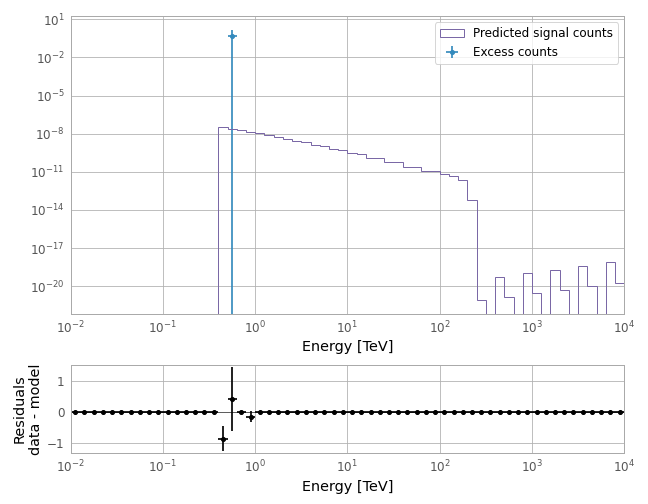 10^1
10^-2
10^-5
10^-8
10^-11
10^-14
10^-17
10^-20
Predicted signal counts
Excess counts
10^-2 10^-1 10^0 10^1 10^2 10^3 10^4
Energy [TeV]
Residuals
data - model
1
0
−1
10^-2 10^-1 10^0 10^1 10^2 10^3 10^4
Energy [TeV]